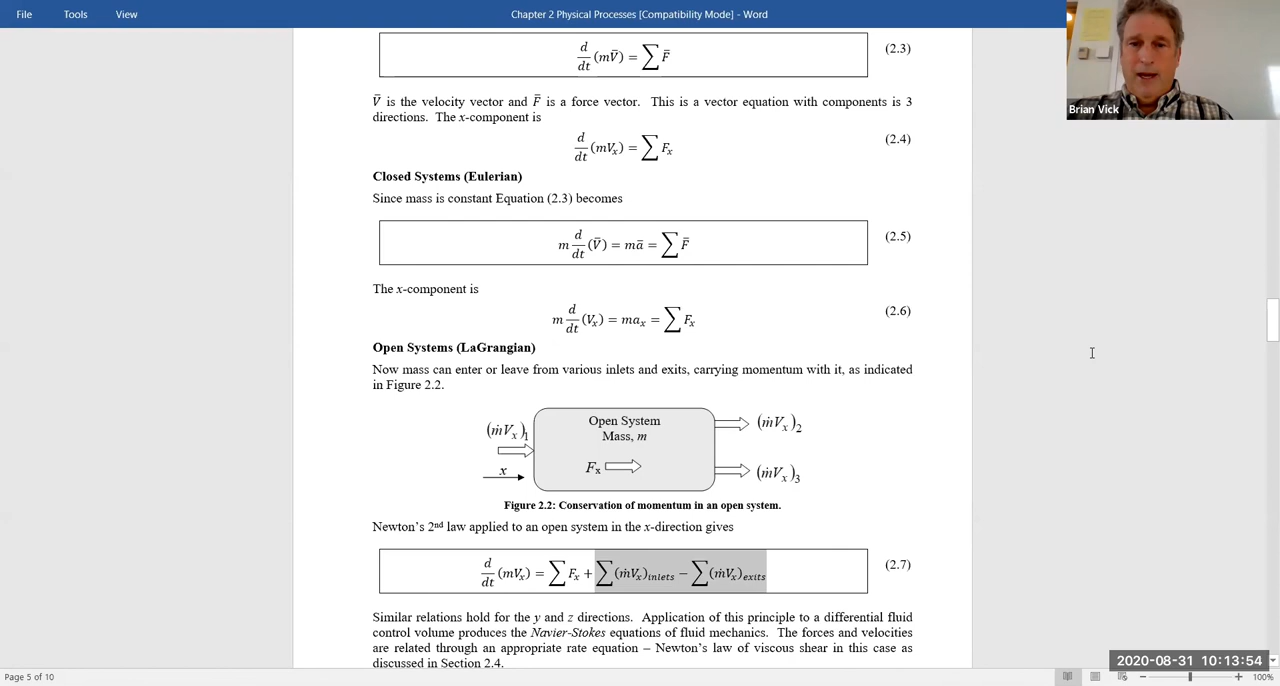 File Tools View Chapter 2 Physical Processes [Compatibility Mode] - Word
Brian Vick
d/dt (mV̄) = ∑ F̄ (2.3)
V̄ is the velocity vector and F̄ is a force vector. This is a vector equation with components is 3
directions. The x-component is
d/dt (mVₓ) = ∑ Fₓ (2.4)
Closed Systems (Eulerian)
Since mass is constant Equation (2.3) becomes
m d/dt (V̄) = mā = ∑ F̄ (2.5)
The x-component is
m d/dt (Vₓ) = maₓ = ∑ Fₓ (2.6)
Open Systems (LaGrangian)
Now mass can enter or leave from various inlets and exits, carrying momentum with it, as indicated
in Figure 2.2.
(ṁVₓ)₁
x
Open System
Mass, m
Fₓ
(ṁVₓ)₂
(ṁVₓ)₃
Figure 2.2: Conservation of momentum in an open system.
Newton's 2nd law applied to an open system in the x-direction gives
d/dt (mVₓ) = ∑ Fₓ + ∑(ṁVₓ)inlets − ∑(ṁVₓ)exits (2.7)
Similar relations hold for the y and z directions. Application of this principle to a differential fluid
control volume produces the Navier-Stokes equations of fluid mechanics. The forces and velocities
are related through an appropriate rate equation – Newton's law of viscous shear in this case as
discussed in Section 2.4.
2020-08-31 10:13:54
Page 5 of 10 100%